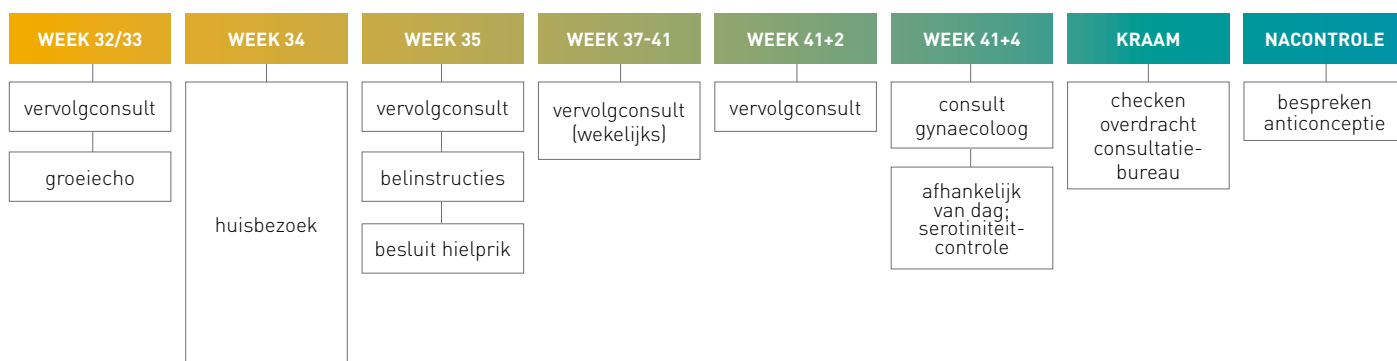 WEEK 32/33
vervolgconsult
groeiecho
WEEK 34
huisbezoek
WEEK 35
vervolgconsult
belinstructies
besluit hielprik
WEEK 37-41
vervolgconsult
(wekelijks)
WEEK 41+2
vervolgconsult
WEEK 41+4
consult
gynaecoloog
afhankelijk
van dag;
serotiniteit-
controle
KRAAM
checken
overdracht
consultatie-
bureau
NACONTROLE
bespreken
anticonceptie